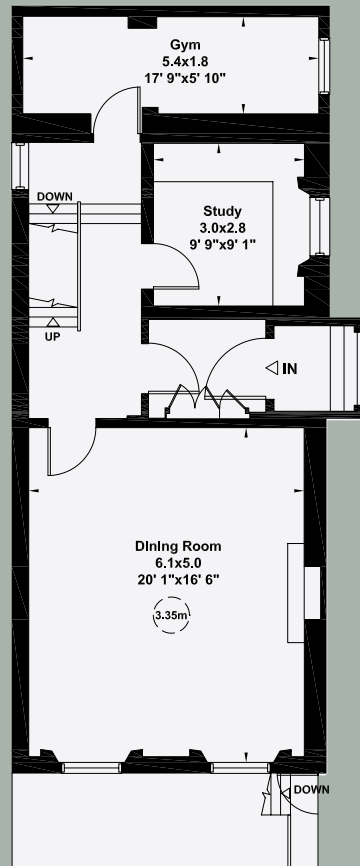 Gym
5.4x1.8
17' 9"x5' 10"
DOWN
Study
3.0x2.8
9' 9"x9' 1"
UP
IN
Dining Room
6.1x5.0
20' 1"x16' 6"
3.35m
DOWN